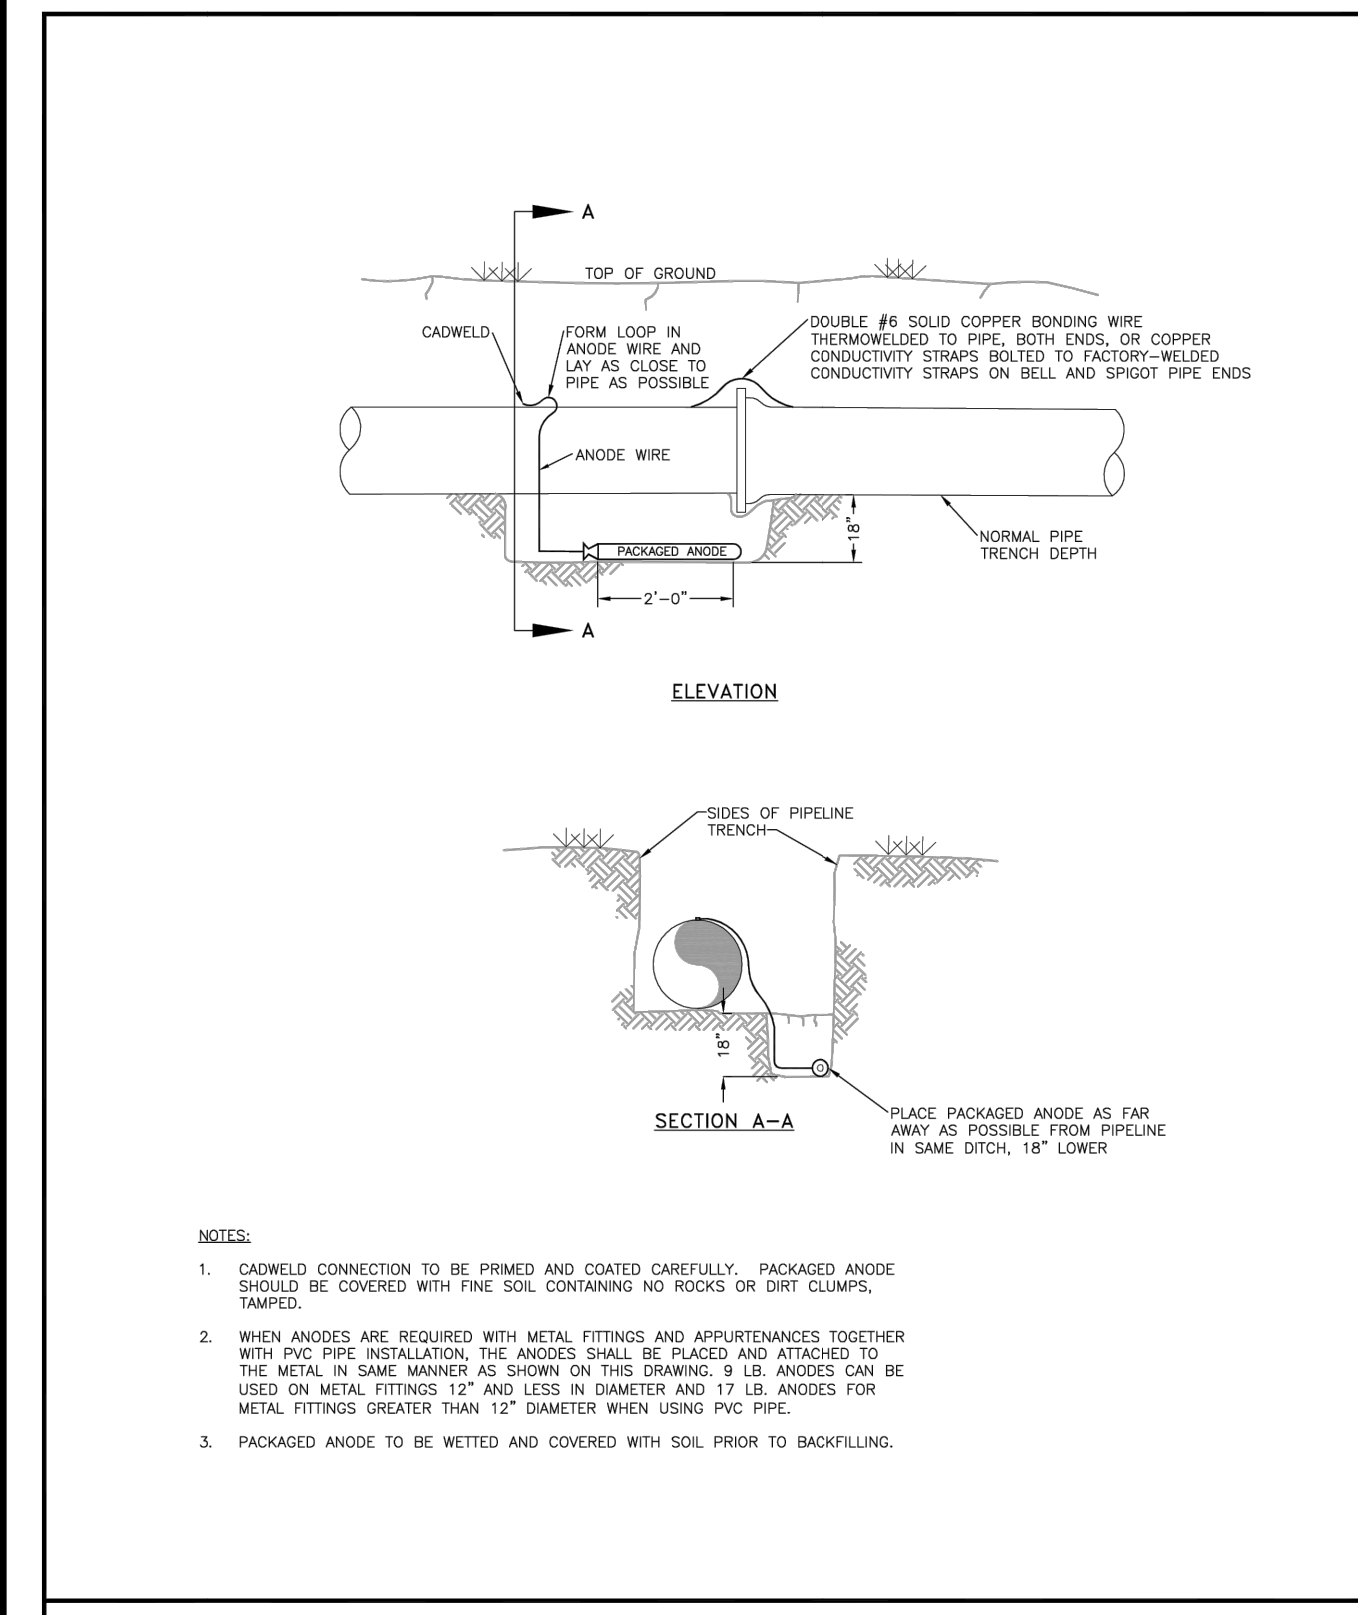 A
TOP OF GROUND
CADWELD
FORM LOOP IN
ANODE WIRE AND
LAY AS CLOSE TO
PIPE AS POSSIBLE
DOUBLE #6 SOLID COPPER BONDING WIRE
THERMOWELDED TO PIPE, BOTH ENDS, OR COPPER
CONDUCTIVITY STRAPS BOLTED TO FACTORY-WELDED
CONDUCTIVITY STRAPS ON BELL AND SPIGOT PIPE ENDS
ANODE WIRE
18"
NORMAL PIPE
TRENCH DEPTH
PACKAGED ANODE
2'-0"
A
ELEVATION
SIDES OF PIPELINE
TRENCH
18"
SECTION A-A
PLACE PACKAGED ANODE AS FAR
AWAY AS POSSIBLE FROM PIPELINE
IN SAME DITCH, 18" LOWER
NOTES:
1. CADWELD CONNECTION TO BE PRIMED AND COATED CAREFULLY. PACKAGED ANODE
SHOULD BE COVERED WITH FINE SOIL CONTAINING NO ROCKS OR DIRT CLUMPS,
TAMPED.
2. WHEN ANODES ARE REQUIRED WITH METAL FITTINGS AND APPURTENANCES TOGETHER
WITH PVC PIPE INSTALLATION, THE ANODES SHALL BE PLACED AND ATTACHED TO
THE METAL IN SAME MANNER AS SHOWN ON THIS DRAWING. 9 LB. ANODES CAN BE
USED ON METAL FITTINGS 12" AND LESS IN DIAMETER AND 17 LB. ANODES FOR
METAL FITTINGS GREATER THAN 12" DIAMETER WHEN USING PVC PIPE.
3. PACKAGED ANODE TO BE WETTED AND COVERED WITH SOIL PRIOR TO BACKFILLING.